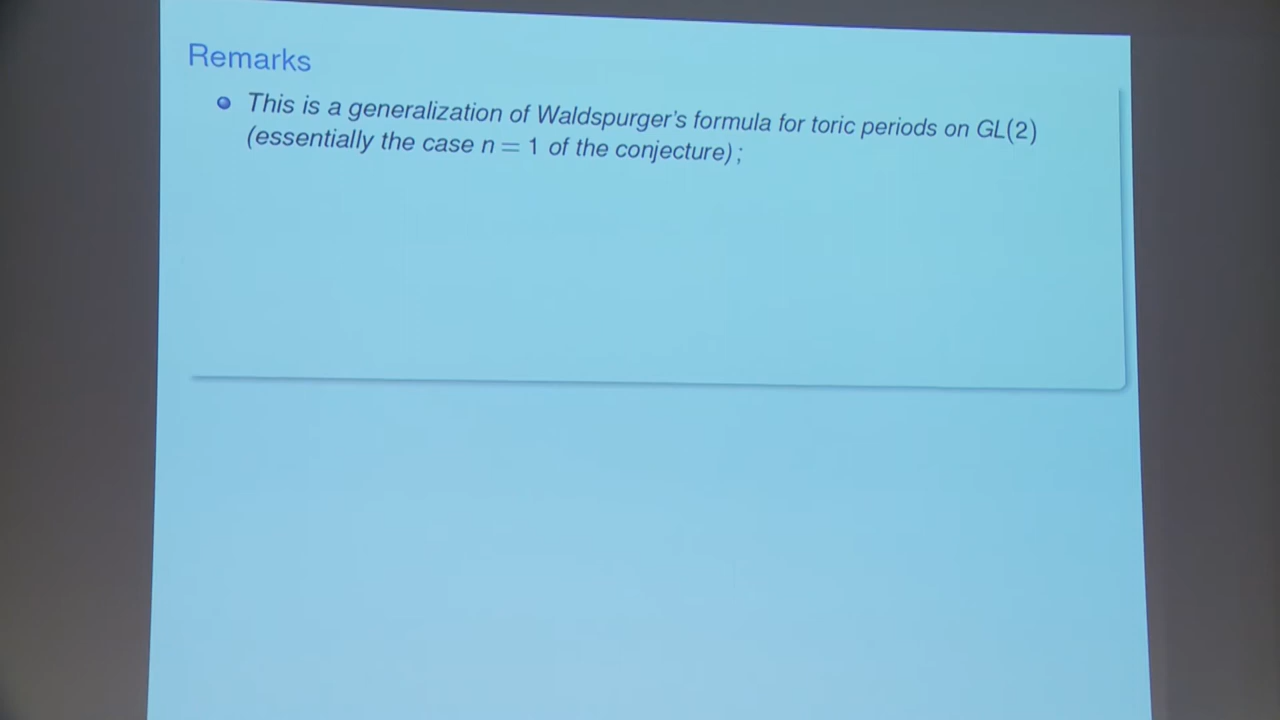 Remarks
This is a generalization of Waldspurger's formula for toric periods on GL(2)
(essentially the case n = 1 of the conjecture) ;